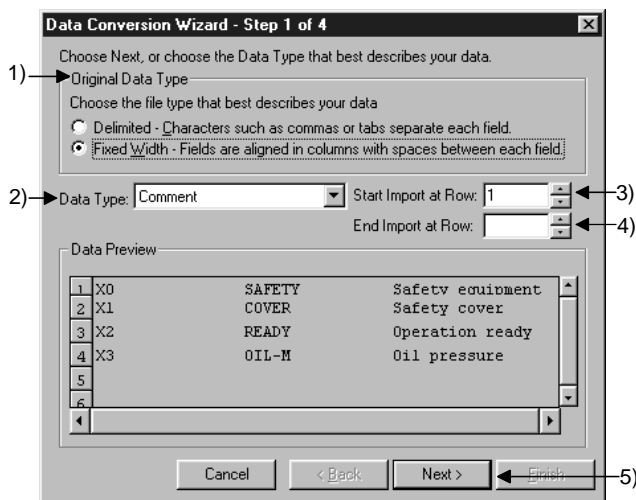 Data Conversion Wizard - Step 1 of 4
Choose Next, or choose the Data Type that best describes your data.
1)
Original Data Type
Choose the file type that best describes your data
Delimited - Characters such as commas or tabs separate each field.
Fixed Width - Fields are aligned in columns with spaces between each field.
2) Data Type: Comment Start Import at Row: 1 3)
End Import at Row: 4)
Data Preview
1 X0 SAFETY Safety equipment
2 X1 COVER Safety cover
3 X2 READY Operation ready
4 X3 OIL-M Oil pressure
5
6
Cancel < Back Next > Finish 5)